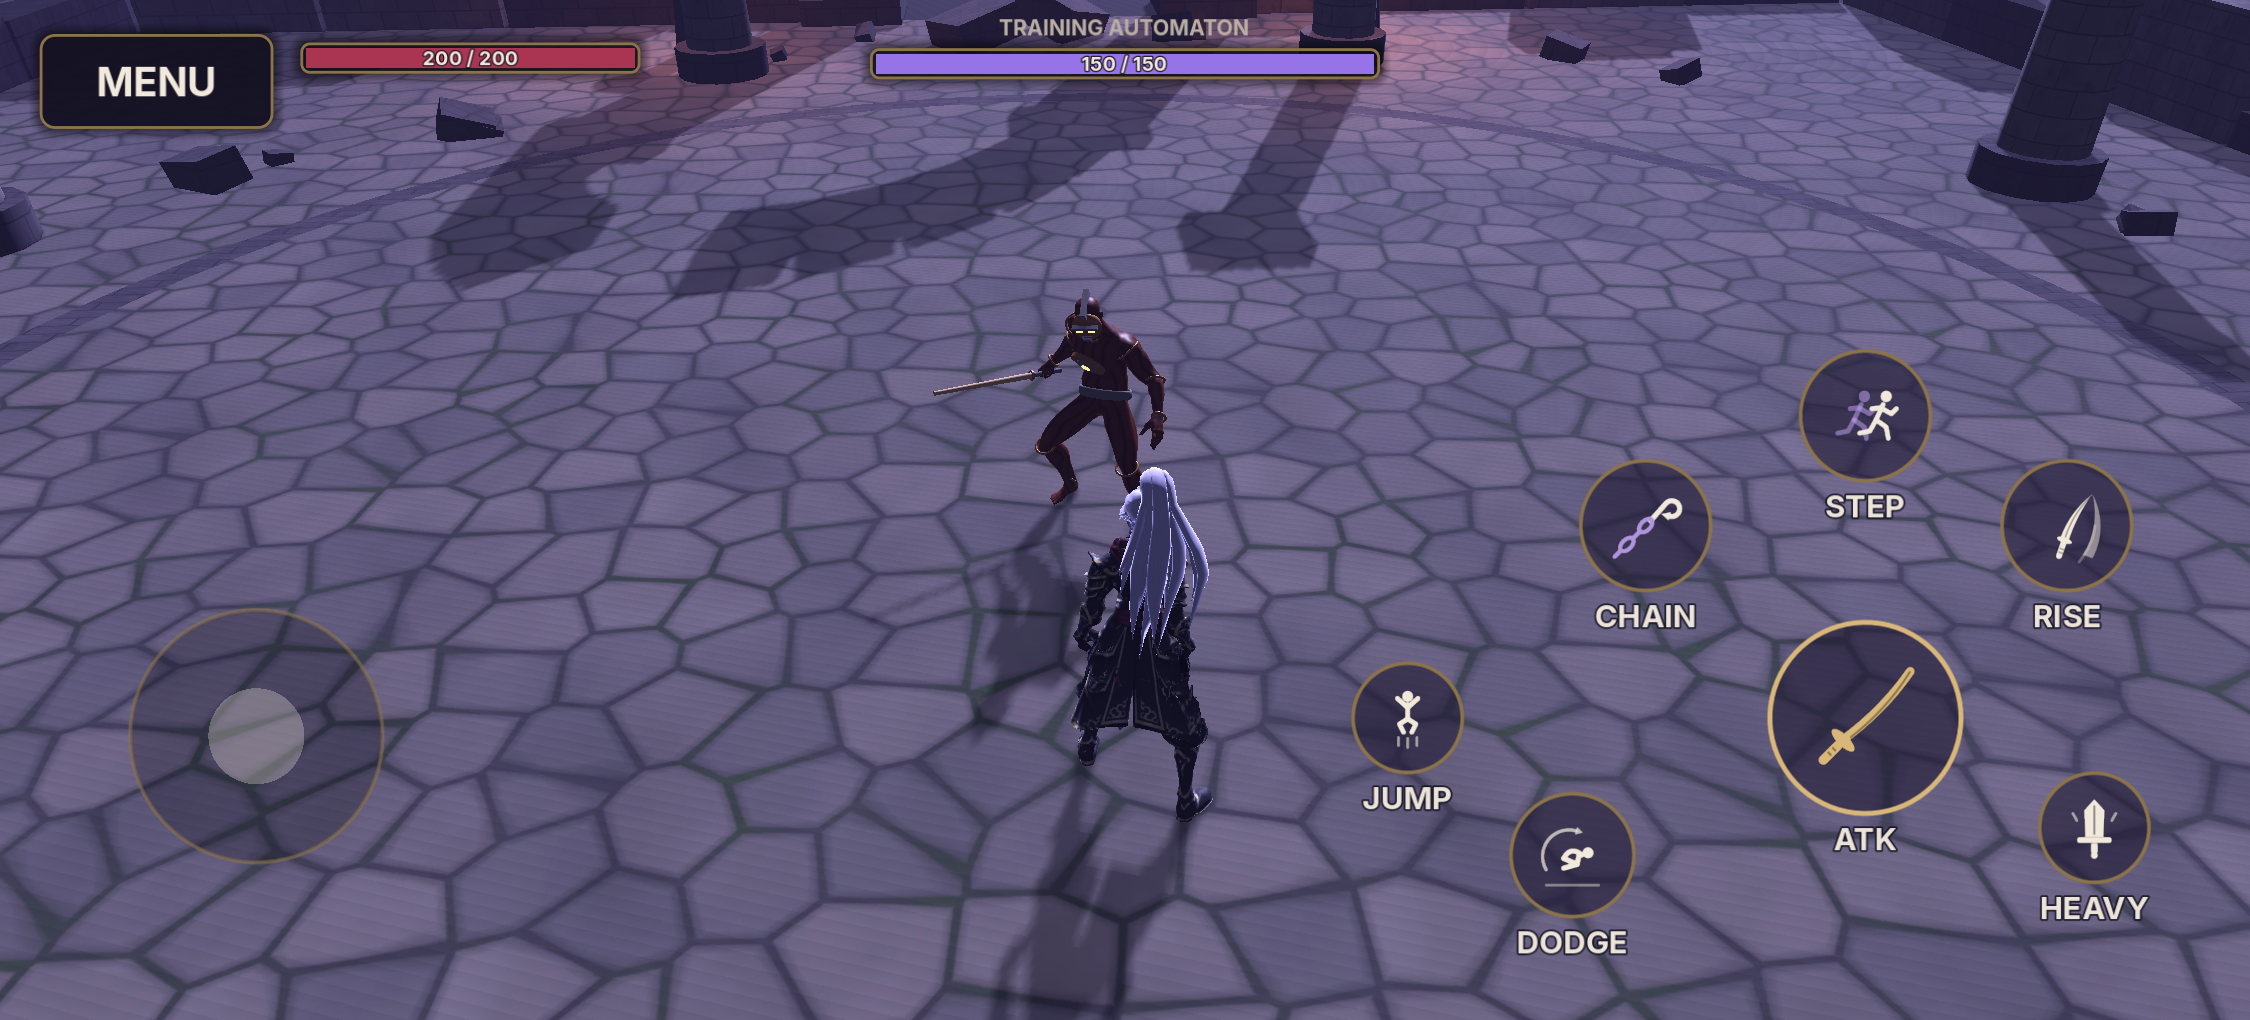 TRAINING AUTOMATON
MENU
200 / 200
150 / 150
STEP
CHAIN
RISE
JUMP
ATK
DODGE
HEAVY